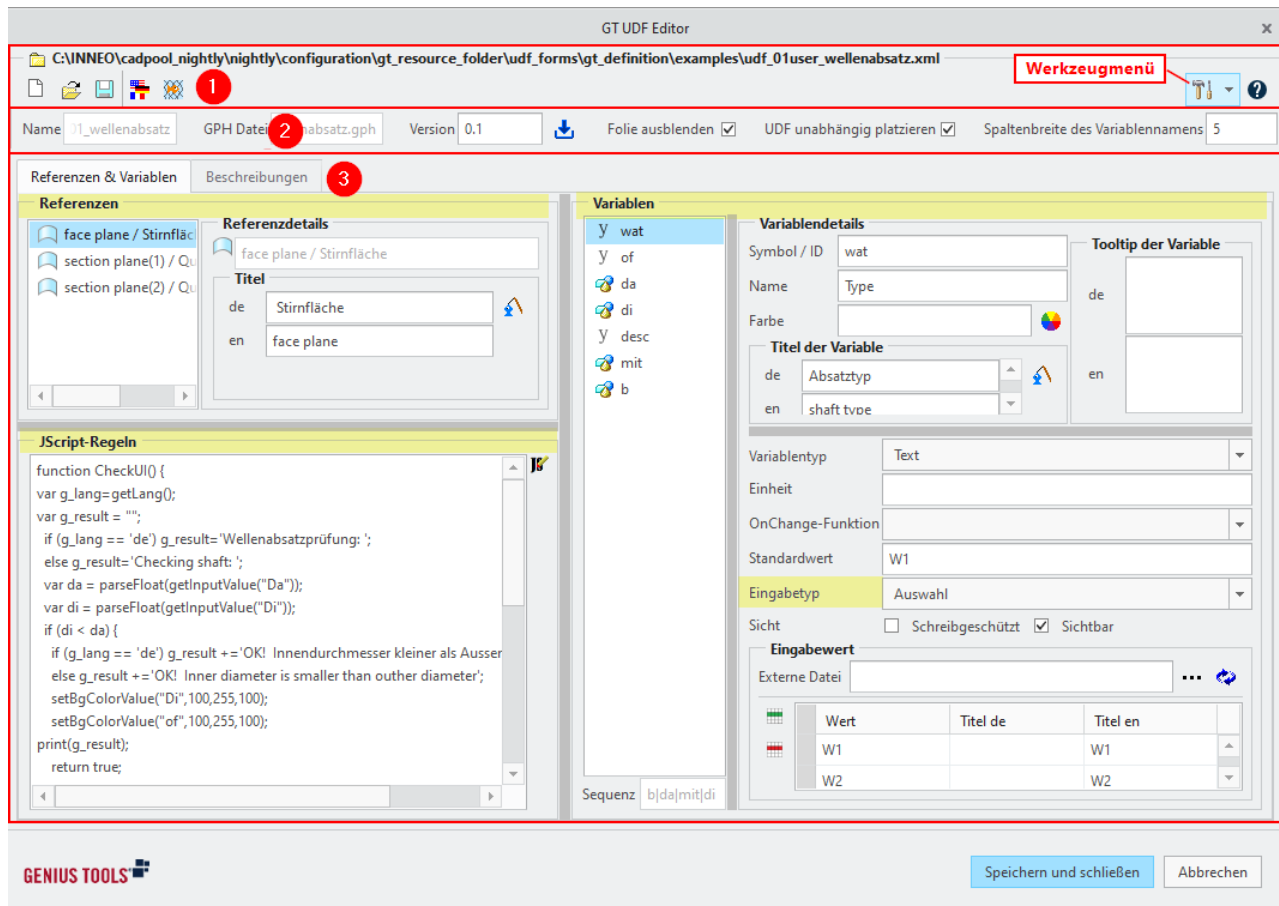 GT UDF Editor
C:\INNEO\cadpool_nightly\nightly\configuration\gt_resource_folder\udf_forms\gt_definition\examples\udf_01user_wellenabsatz.xml
Werkzeugmenü
1
Name 01_wellenabsatz GPH Datei nabsatz.gph Version 0.1 Folie ausblenden UDF unabhängig platzieren Spaltenbreite des Variablennamens 5
2
Referenzen & Variablen Beschreibungen
3
Referenzen
face plane / Stirnfläc
section plane(1) / Qu
section plane(2) / Qu
Referenzdetails
face plane / Stirnfläche
Titel
de Stirnfläche
en face plane
JScript-Regeln
function CheckUI() {
var g_lang=getLang();
var g_result = "";
if (g_lang == 'de') g_result='Wellenabsatzprüfung: ';
else g_result='Checking shaft: ';
var da = parseFloat(getInputValue("Da"));
var di = parseFloat(getInputValue("Di"));
if (di < da) {
if (g_lang == 'de') g_result +='OK!  Innendurchmesser kleiner als Ausser
else g_result +='OK!  Inner diameter is smaller than outher diameter';
setBgColorValue("Di",100,255,100);
setBgColorValue("of",100,255,100);
print(g_result);
return true;
Variablen
y wat
y of
da
di
y desc
mit
b
Sequenz b|da|mit|di
Variablendetails
Symbol / ID wat
Name Type
Farbe
Titel der Variable
de Absatztyp
en shaft type
Tooltip der Variable
de
en
Variablentyp Text
Einheit
OnChange-Funktion
Standardwert W1
Eingabetyp Auswahl
Sicht Schreibgeschützt Sichtbar
Eingabewert
Externe Datei
Wert Titel de Titel en
W1 W1
W2 W2
GENIUS TOOLS
Speichern und schließen Abbrechen